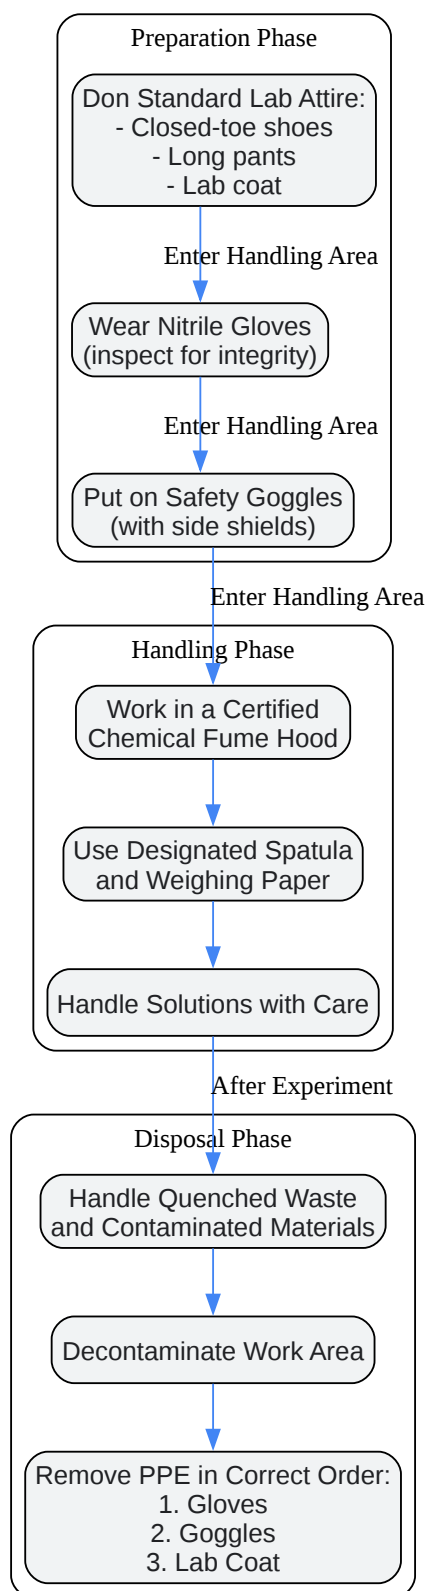 Preparation Phase
Don Standard Lab Attire:
- Closed-toe shoes
- Long pants
- Lab coat
Enter Handling Area
Wear Nitrile Gloves
(inspect for integrity)
Enter Handling Area
Put on Safety Goggles
(with side shields)
Enter Handling Area
Handling Phase
Work in a Certified
Chemical Fume Hood
Use Designated Spatula
and Weighing Paper
Handle Solutions with Care
After Experiment
Disposal Phase
Handle Quenched Waste
and Contaminated Materials
Decontaminate Work Area
Remove PPE in Correct Order:
1. Gloves
2. Goggles
3. Lab Coat